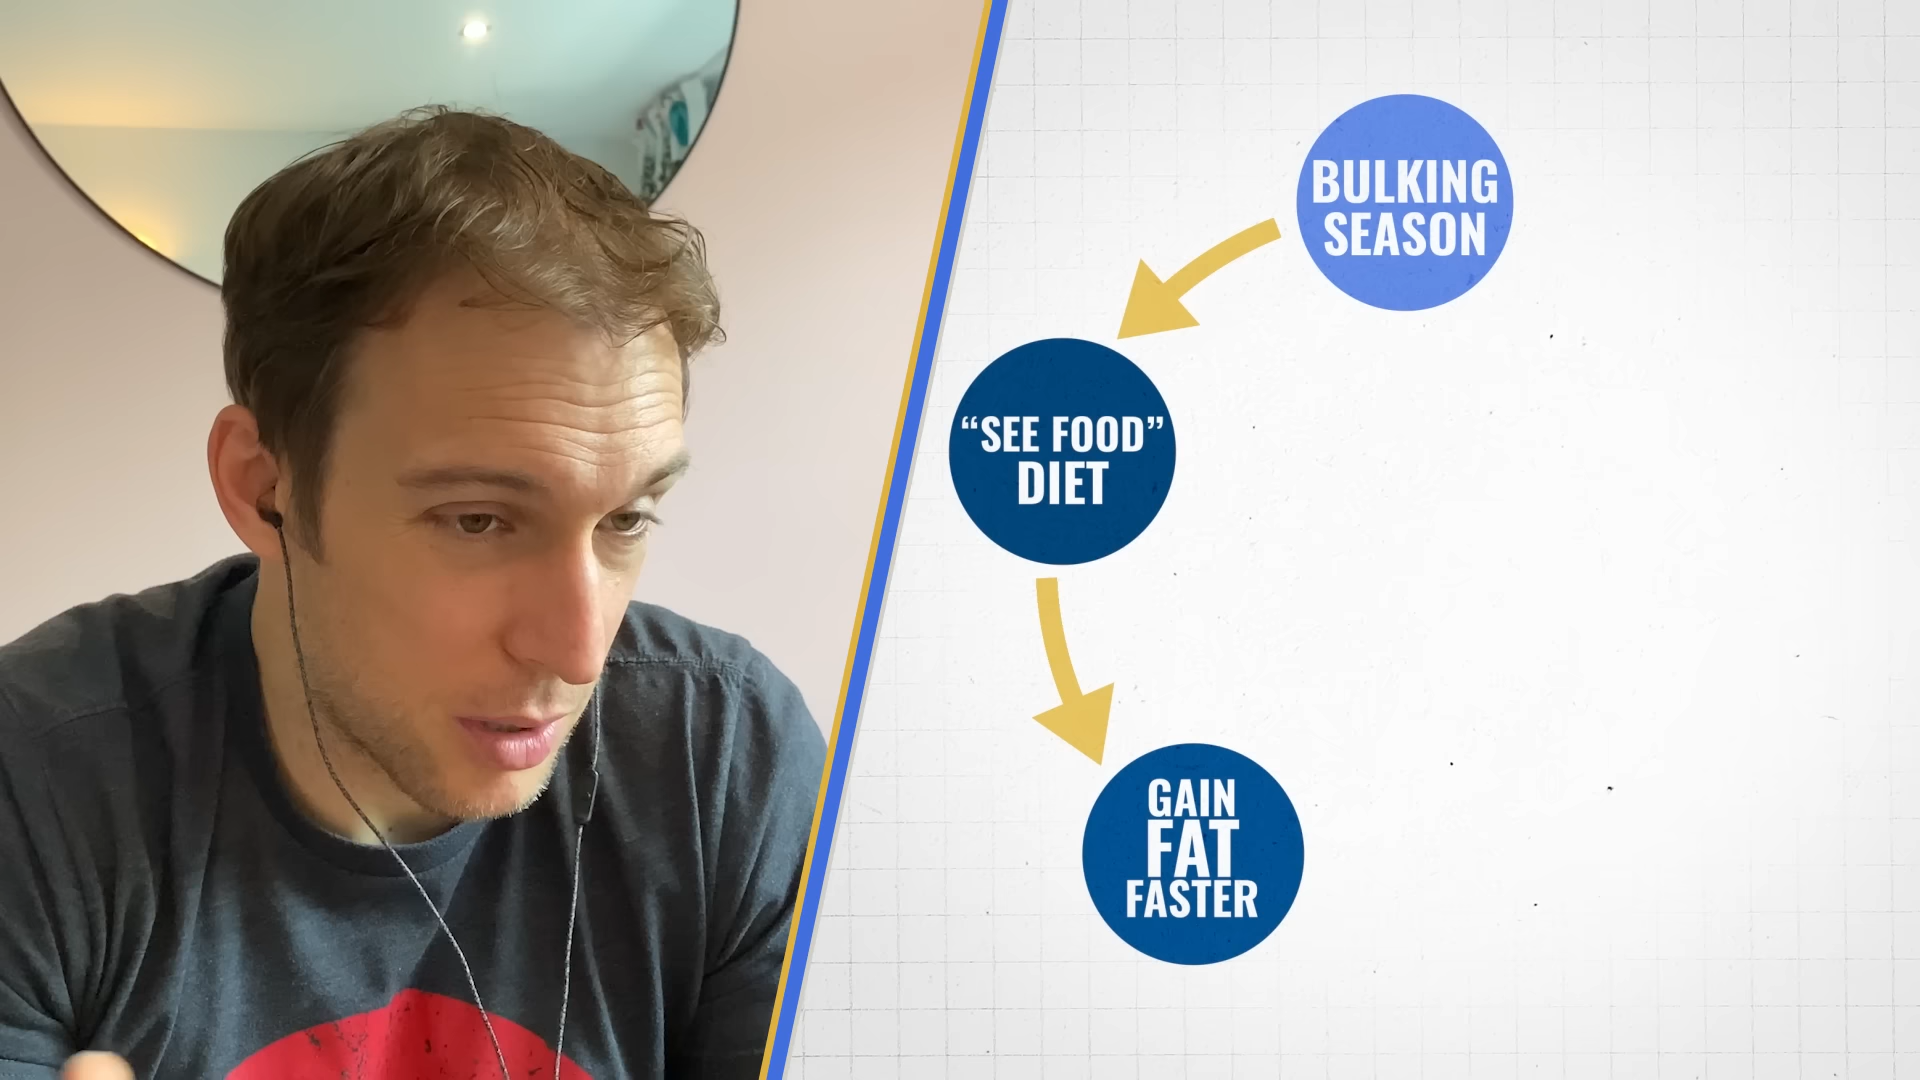 BULKING
SEASON
“SEE FOOD”
DIET
GAIN
FAT
FASTER